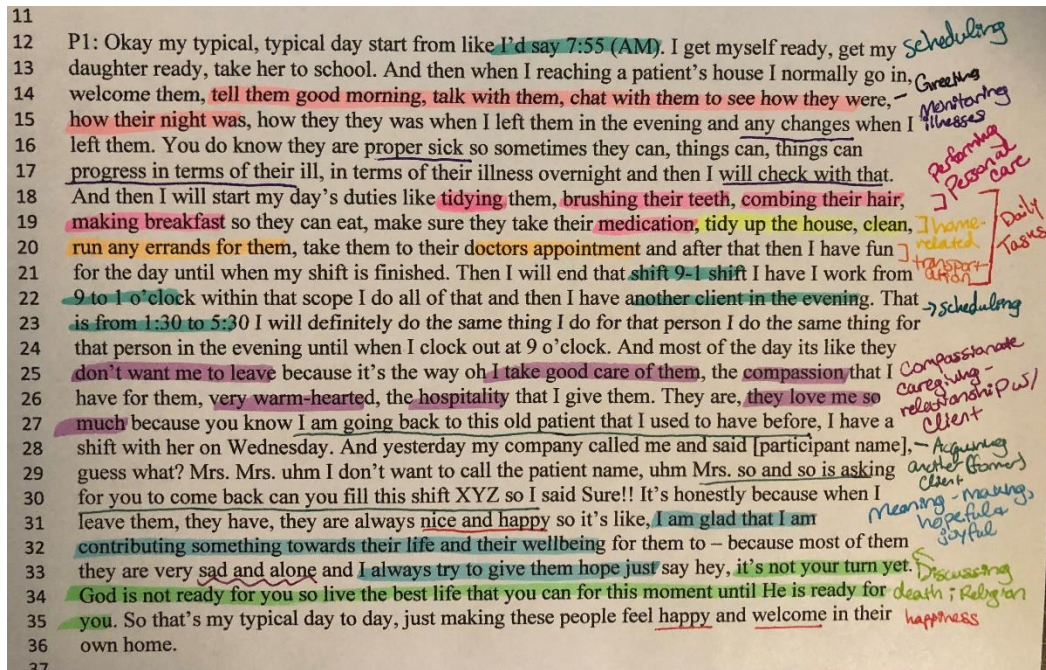 11
12 P1: Okay my typical, typical day start from like I'd say 7:55 (AM). I get myself ready, get my scheduling
13 daughter ready, take her to school. And then when I reaching a patient's house I normally go in, Greeting
14 welcome them, tell them good morning, talk with them, chat with them to see how they were, – Monitoring
15 how their night was, how they they was when I left them in the evening and any changes when I illnesses
16 left them. You do know they are proper sick so sometimes they can, things can, things can Performing
17 progress in terms of their ill, in terms of their illness overnight and then I will check with that. Personal care
18 And then I will start my day's duties like tidying them, brushing their teeth, combing their hair,
19 making breakfast so they can eat, make sure they take their medication, tidy up the house, clean, home- Daily
20 run any errands for them, take them to their doctors appointment and after that then I have fun related Tasks
21 for the day until when my shift is finished. Then I will end that shift 9-1 shift I have I work from transportation
22 9 to 1 o'clock within that scope I do all of that and then I have another client in the evening. That → scheduling
23 is from 1:30 to 5:30 I will definitely do the same thing I do for that person I do the same thing for
24 that person in the evening until when I clock out at 9 o'clock. And most of the day its like they Compassionate
25 don't want me to leave because it's the way oh I take good care of them, the compassion that I caregiving -
26 have for them, very warm-hearted, the hospitality that I give them. They are, they love me so relationship w/
27 much because you know I am going back to this old patient that I used to have before, I have a client
28 shift with her on Wednesday. And yesterday my company called me and said [participant name], – Acquiring
29 guess what? Mrs. Mrs. uhm I don't want to call the patient name, uhm Mrs. so and so is asking another (former)
30 for you to come back can you fill this shift XYZ so I said Sure!! It's honestly because when I Client
31 leave them, they have, they are always nice and happy so it's like, I am glad that I am Meaning-making, hopeful &
32 contributing something towards their life and their wellbeing for them to – because most of them joyful
33 they are very sad and alone and I always try to give them hope just say hey, it's not your turn yet. Discussing
34 God is not ready for you so live the best life that you can for this moment until He is ready for death; Religion
35 you. So that's my typical day to day, just making these people feel happy and welcome in their happiness
36 own home.
37